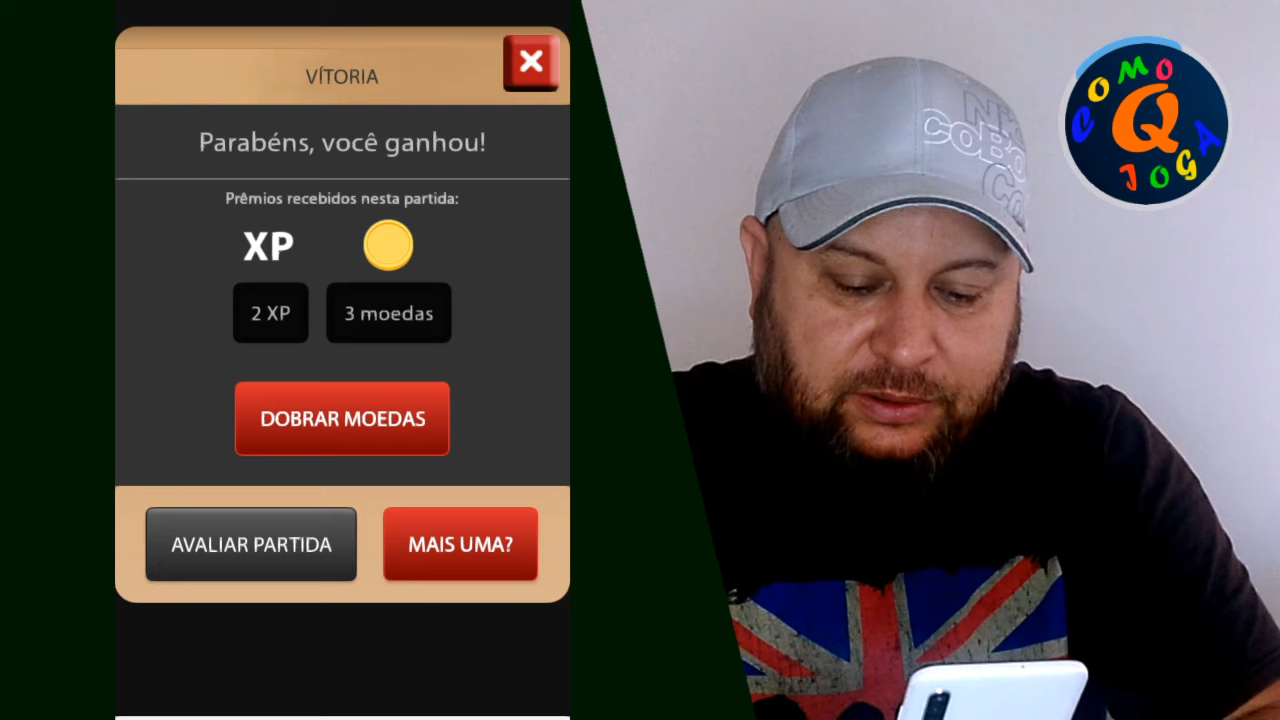 VÍTORIA
Parabéns, você ganhou!
Prêmios recebidos nesta partida:
XP
2 XP
3 moedas
DOBRAR MOEDAS
AVALIAR PARTIDA
MAIS UMA?
COMO
Q
JOGA